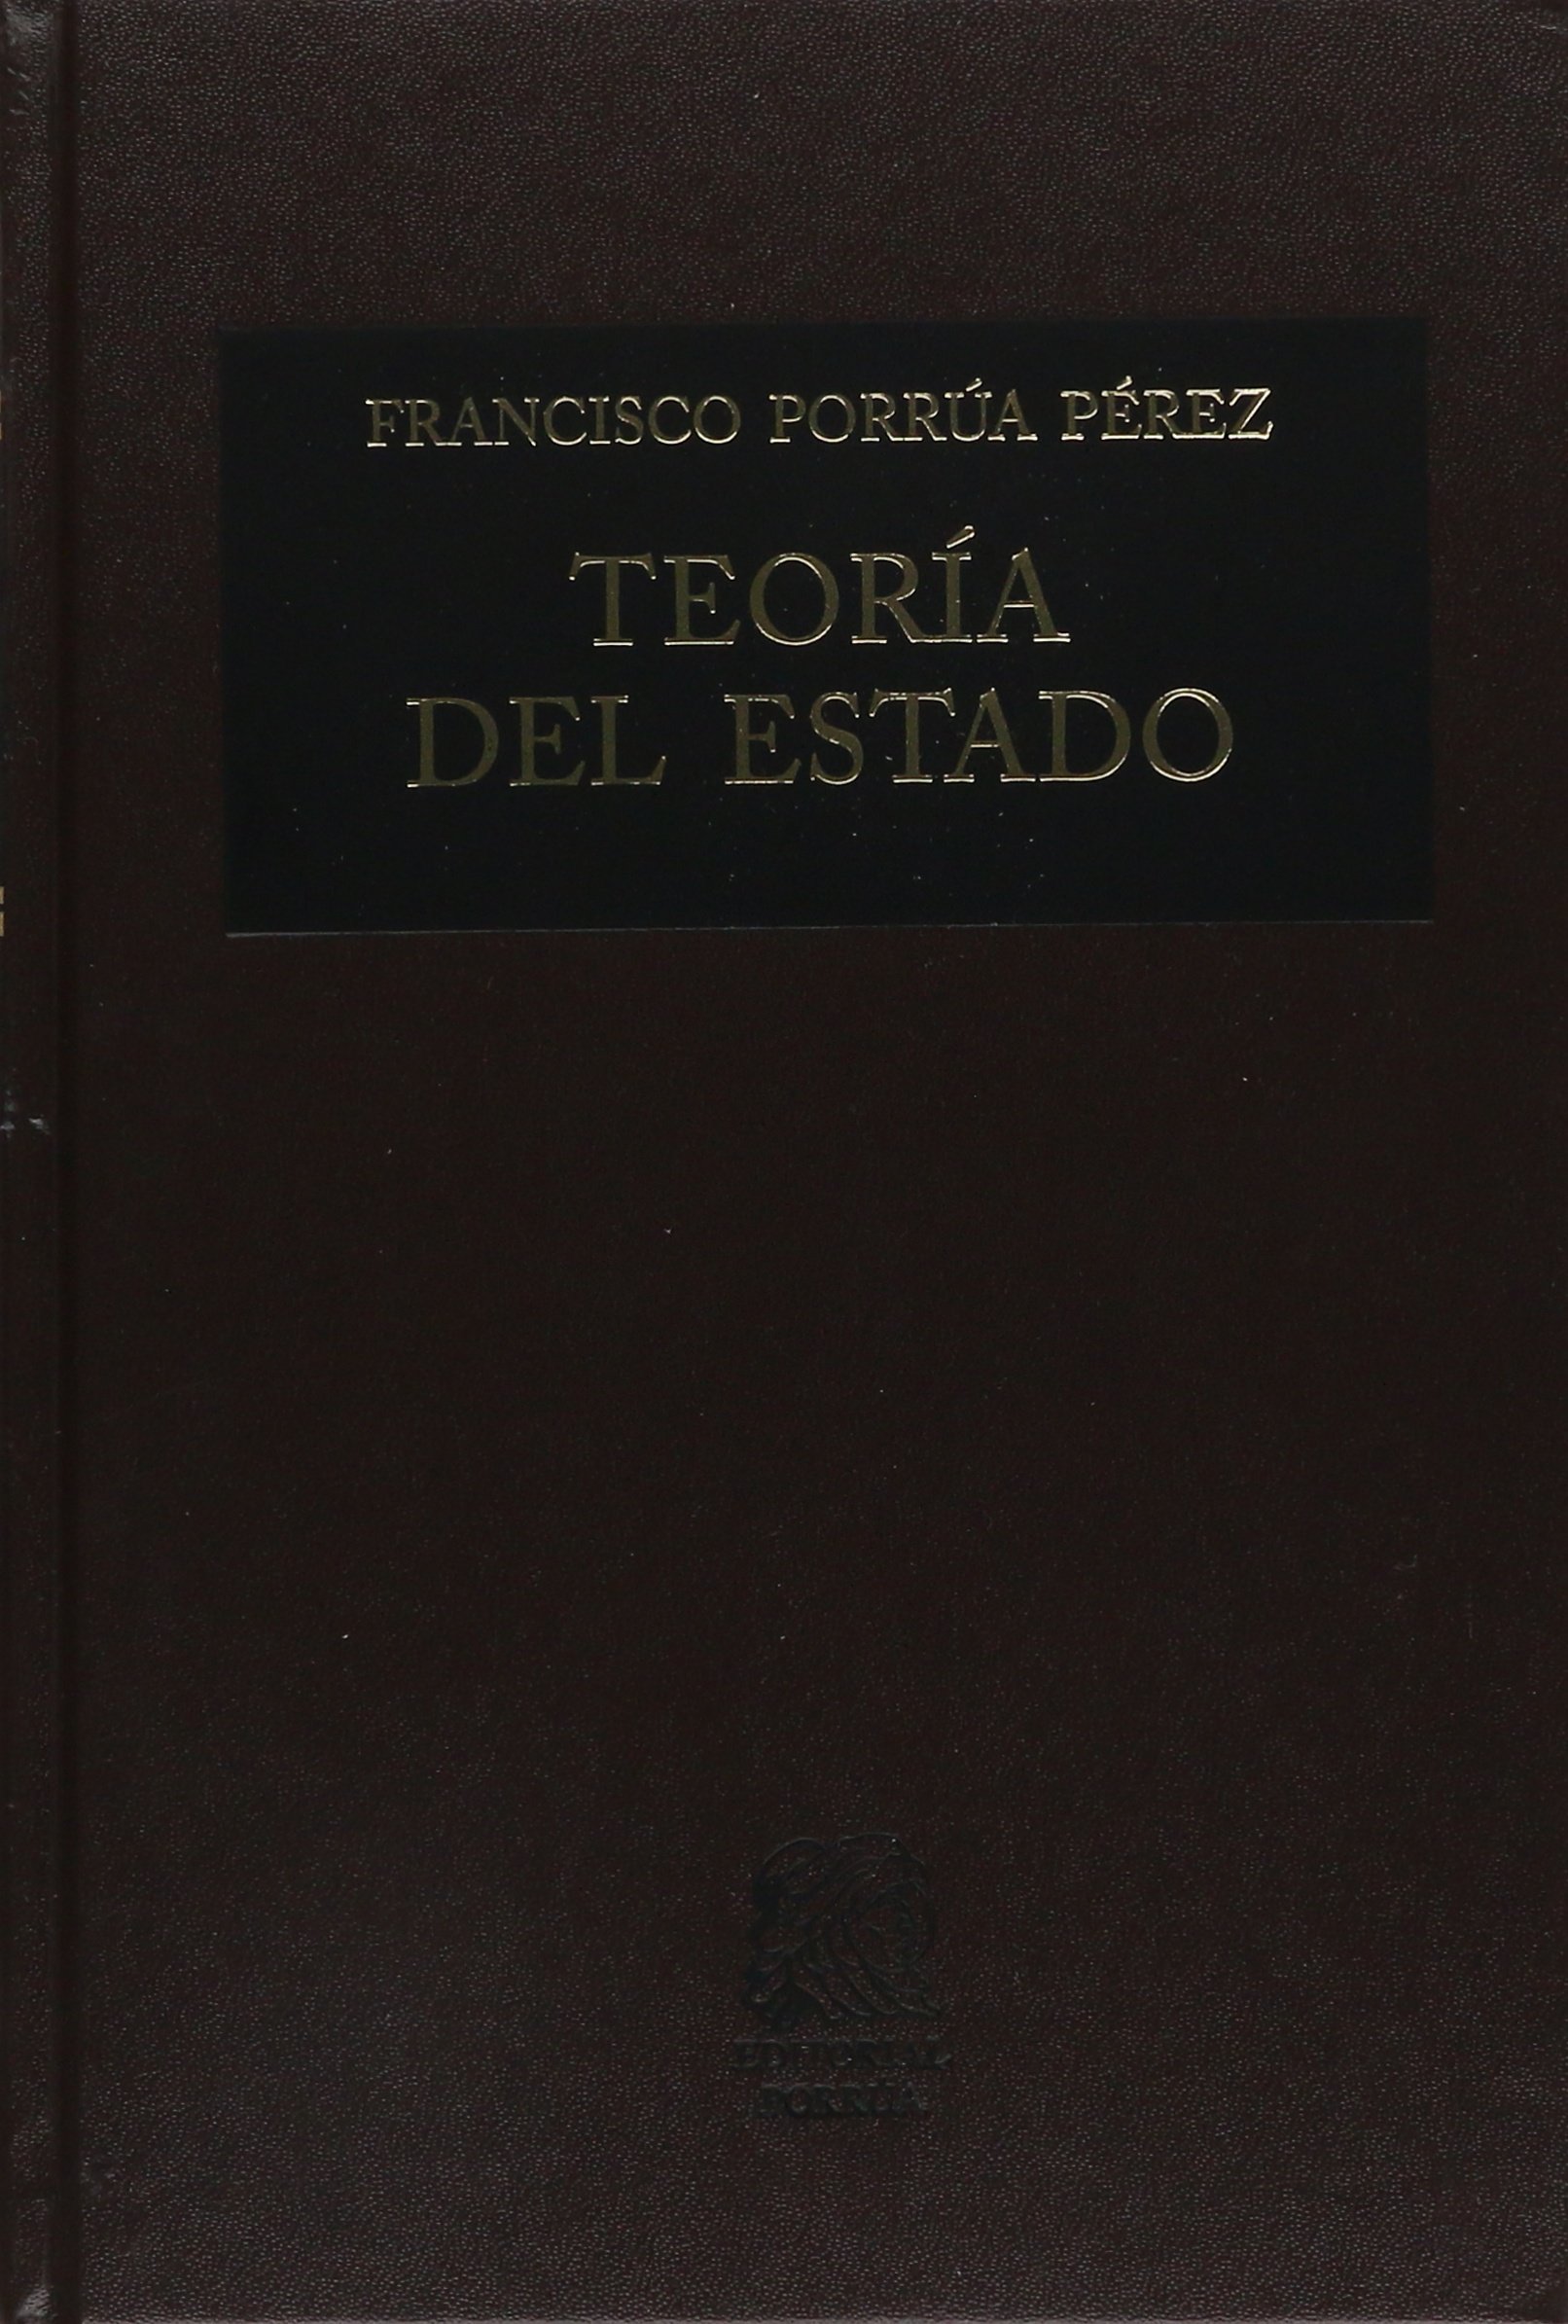 FRANCISCO PORRÚA PÉREZ
TEORÍA
DEL ESTADO
EDITORIAL
PORRÚA